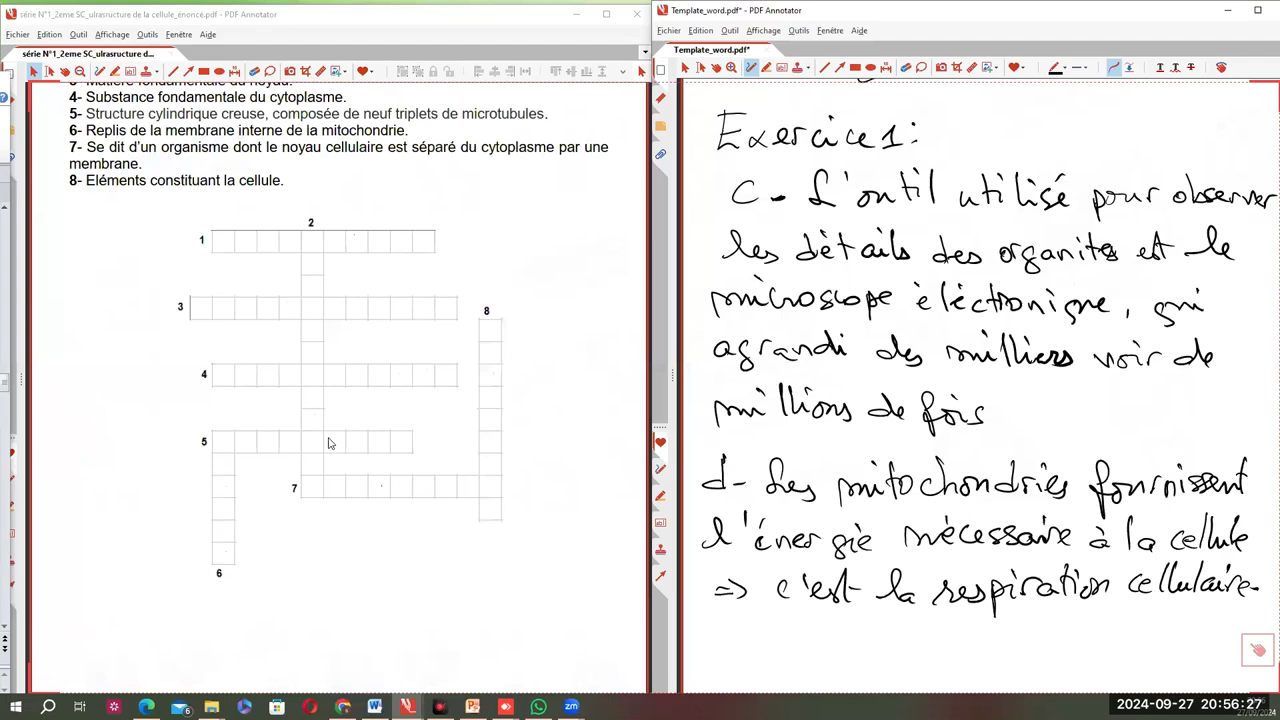 série N°1_2eme SC_ulrasructure de la cellule_énoncé.pdf - PDF Annotator
Fichier Edition Outil Affichage Outils Fenêtre Aide
série N°1_2eme SC_ulrasructure d...
4- Substance fondamentale du cytoplasme.
5- Structure cylindrique creuse, composée de neuf triplets de microtubules.
6- Replis de la membrane interne de la mitochondrie.
7- Se dit d'un organisme dont le noyau cellulaire est séparé du cytoplasme par une
membrane.
8- Eléments constituant la cellule.
2
1
3
8
4
5
7
6
Template_word.pdf* - PDF Annotator
Fichier Edition Outil Affichage Outils Fenêtre Aide
Template_word.pdf*
Exercice 1:
c- L'outil utilisé pour observer
les détails des organites est le
microscope éléctronique, qui
agrandi des milliers voir de
millions de fois
d- Les mitochondries fournissent
l'énergie nécessaire à la cellule
=> c'est la respiration cellulaire.
2024-09-27 20:56:27